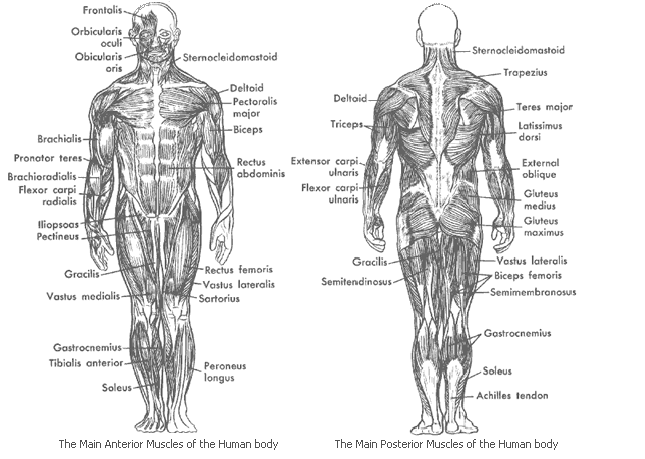 Frontalis
Orbicularis
oculi
Obicularis
oris
Sternocleidomastoid
Deltoid
Pectoralis
major
Biceps
Brachialis
Pronator teres
Brachioradialis
Flexor carpi
radialis
Rectus
abdominis
Iliopsoas
Pectineus
Gracilis
Vastus medialis
Rectus femoris
Vastus lateralis
Sartorius
Gastrocnemius
Tibialis anterior
Soleus
Peroneus
longus
The Main Anterior Muscles of the Human body
Sternocleidomastoid
Trapezius
Deltoid
Triceps
Teres major
Latissimus
dorsi
Extensor carpi
ulnaris
Flexor carpi
ulnaris
External
oblique
Gluteus
medius
Gluteus
maximus
Gracilis
Semitendinosus
Vastus lateralis
Biceps femoris
Semimembranosus
Gastrocnemius
Soleus
Achilles tendon
The Main Posterior Muscles of the Human body